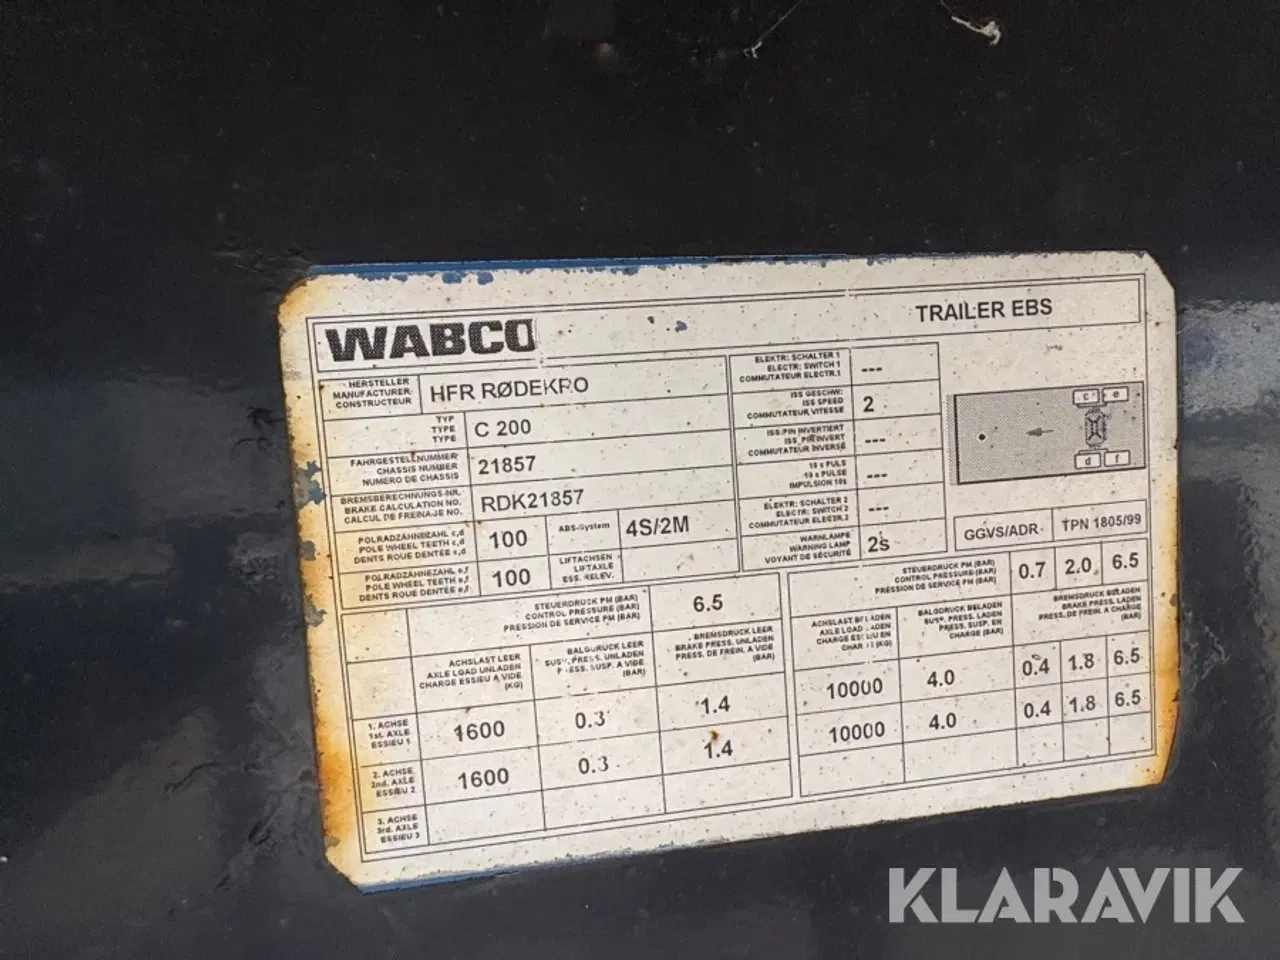 WABCO
TRAILER EBS
HERSTELLER
MANUFACTURER
CONSTRUCTEUR
HFR RØDEKRO
TYP
TYPE
TYPE
C 200
FAHRGESTELLNUMMER
CHASSIS NUMBER
NUMERO DE CHASSIS
21857
BREMSBERECHNUNGS-NR.
BRAKE CALCULATION NO.
CALCUL DE FREINAJE NO.
RDK21857
POLRADZÄHNEZAHL c,d
POLE WHEEL TEETH c,d
DENTS ROUE DENTÉE c,d
100
ABS-System
4S/2M
POLRADZÄHNEZAHL e,f
POLE WHEEL TEETH e,f
DENTS ROUE DENTÉE e,f
100
LIFTACHSEN
LIFTAXLE
ESS. RELEV.
ELEKTR: SCHALTER 1
ELECTR: SWITCH 1
COMMUTATEUR ELECTR.1
---
ISS GESCHW:
ISS SPEED
COMMUTATEUR VITESSE
2
ISS:PIN INVERTIERT
ISS:PIN INVERT
COMMUTATEUR INVERSÉ
---
10 s PULS
10 s PULSE
IMPULSION 10s
---
ELEKTR: SCHALTER 2
ELECTR: SWITCH 2
COMMUTATEUR ELECTR.2
---
WARNLAMPE
WARNING LAMP
VOYANT DE SÉCURITÉ
2s
c e
d f
GGVS/ADR TPN 1805/99
STEUERDRUCK PM (BAR)
CONTROL PRESSURE (BAR)
PRESSION DE SERVICE PM (BAR)
6.5
ACHSLAST LEER
AXLE LOAD UNLADEN
CHARGE ESSIEU A VIDE
(KG)
BALGDRUCK LEER
SUSP. PRESS. UNLADEN
PRESS. SUSP. A VIDE
(BAR)
BREMSDRUCK LEER
BRAKE PRESS. UNLADEN
PRESS. DE FREIN. A VIDE
(BAR)
1. ACHSE
1st. AXLE
ESSIEU 1
1600 0.3 1.4
2. ACHSE
2nd. AXLE
ESSIEU 2
1600 0.3 1.4
3. ACHSE
3rd. AXLE
ESSIEU 3
STEUERDRUCK PM (BAR)
CONTROL PRESSURE (BAR)
PRESSION DE SERVICE PM (BAR)
0.7 2.0 6.5
ACHSLAST BELADEN
AXLE LOAD LADEN
CHARGE ESSIEU EN
CHARGE (KG)
BALGDRUCK BELADEN
SUSP. PRESS. LADEN
PRESS. SUSP. EN
CHARGE (BAR)
BREMSDRUCK BELADEN
BRAKE PRESS. LADEN
PRESS. DE FREIN. A CHARGE
(BAR)
10000 4.0 0.4 1.8 6.5
10000 4.0 0.4 1.8 6.5
KLARAVIK